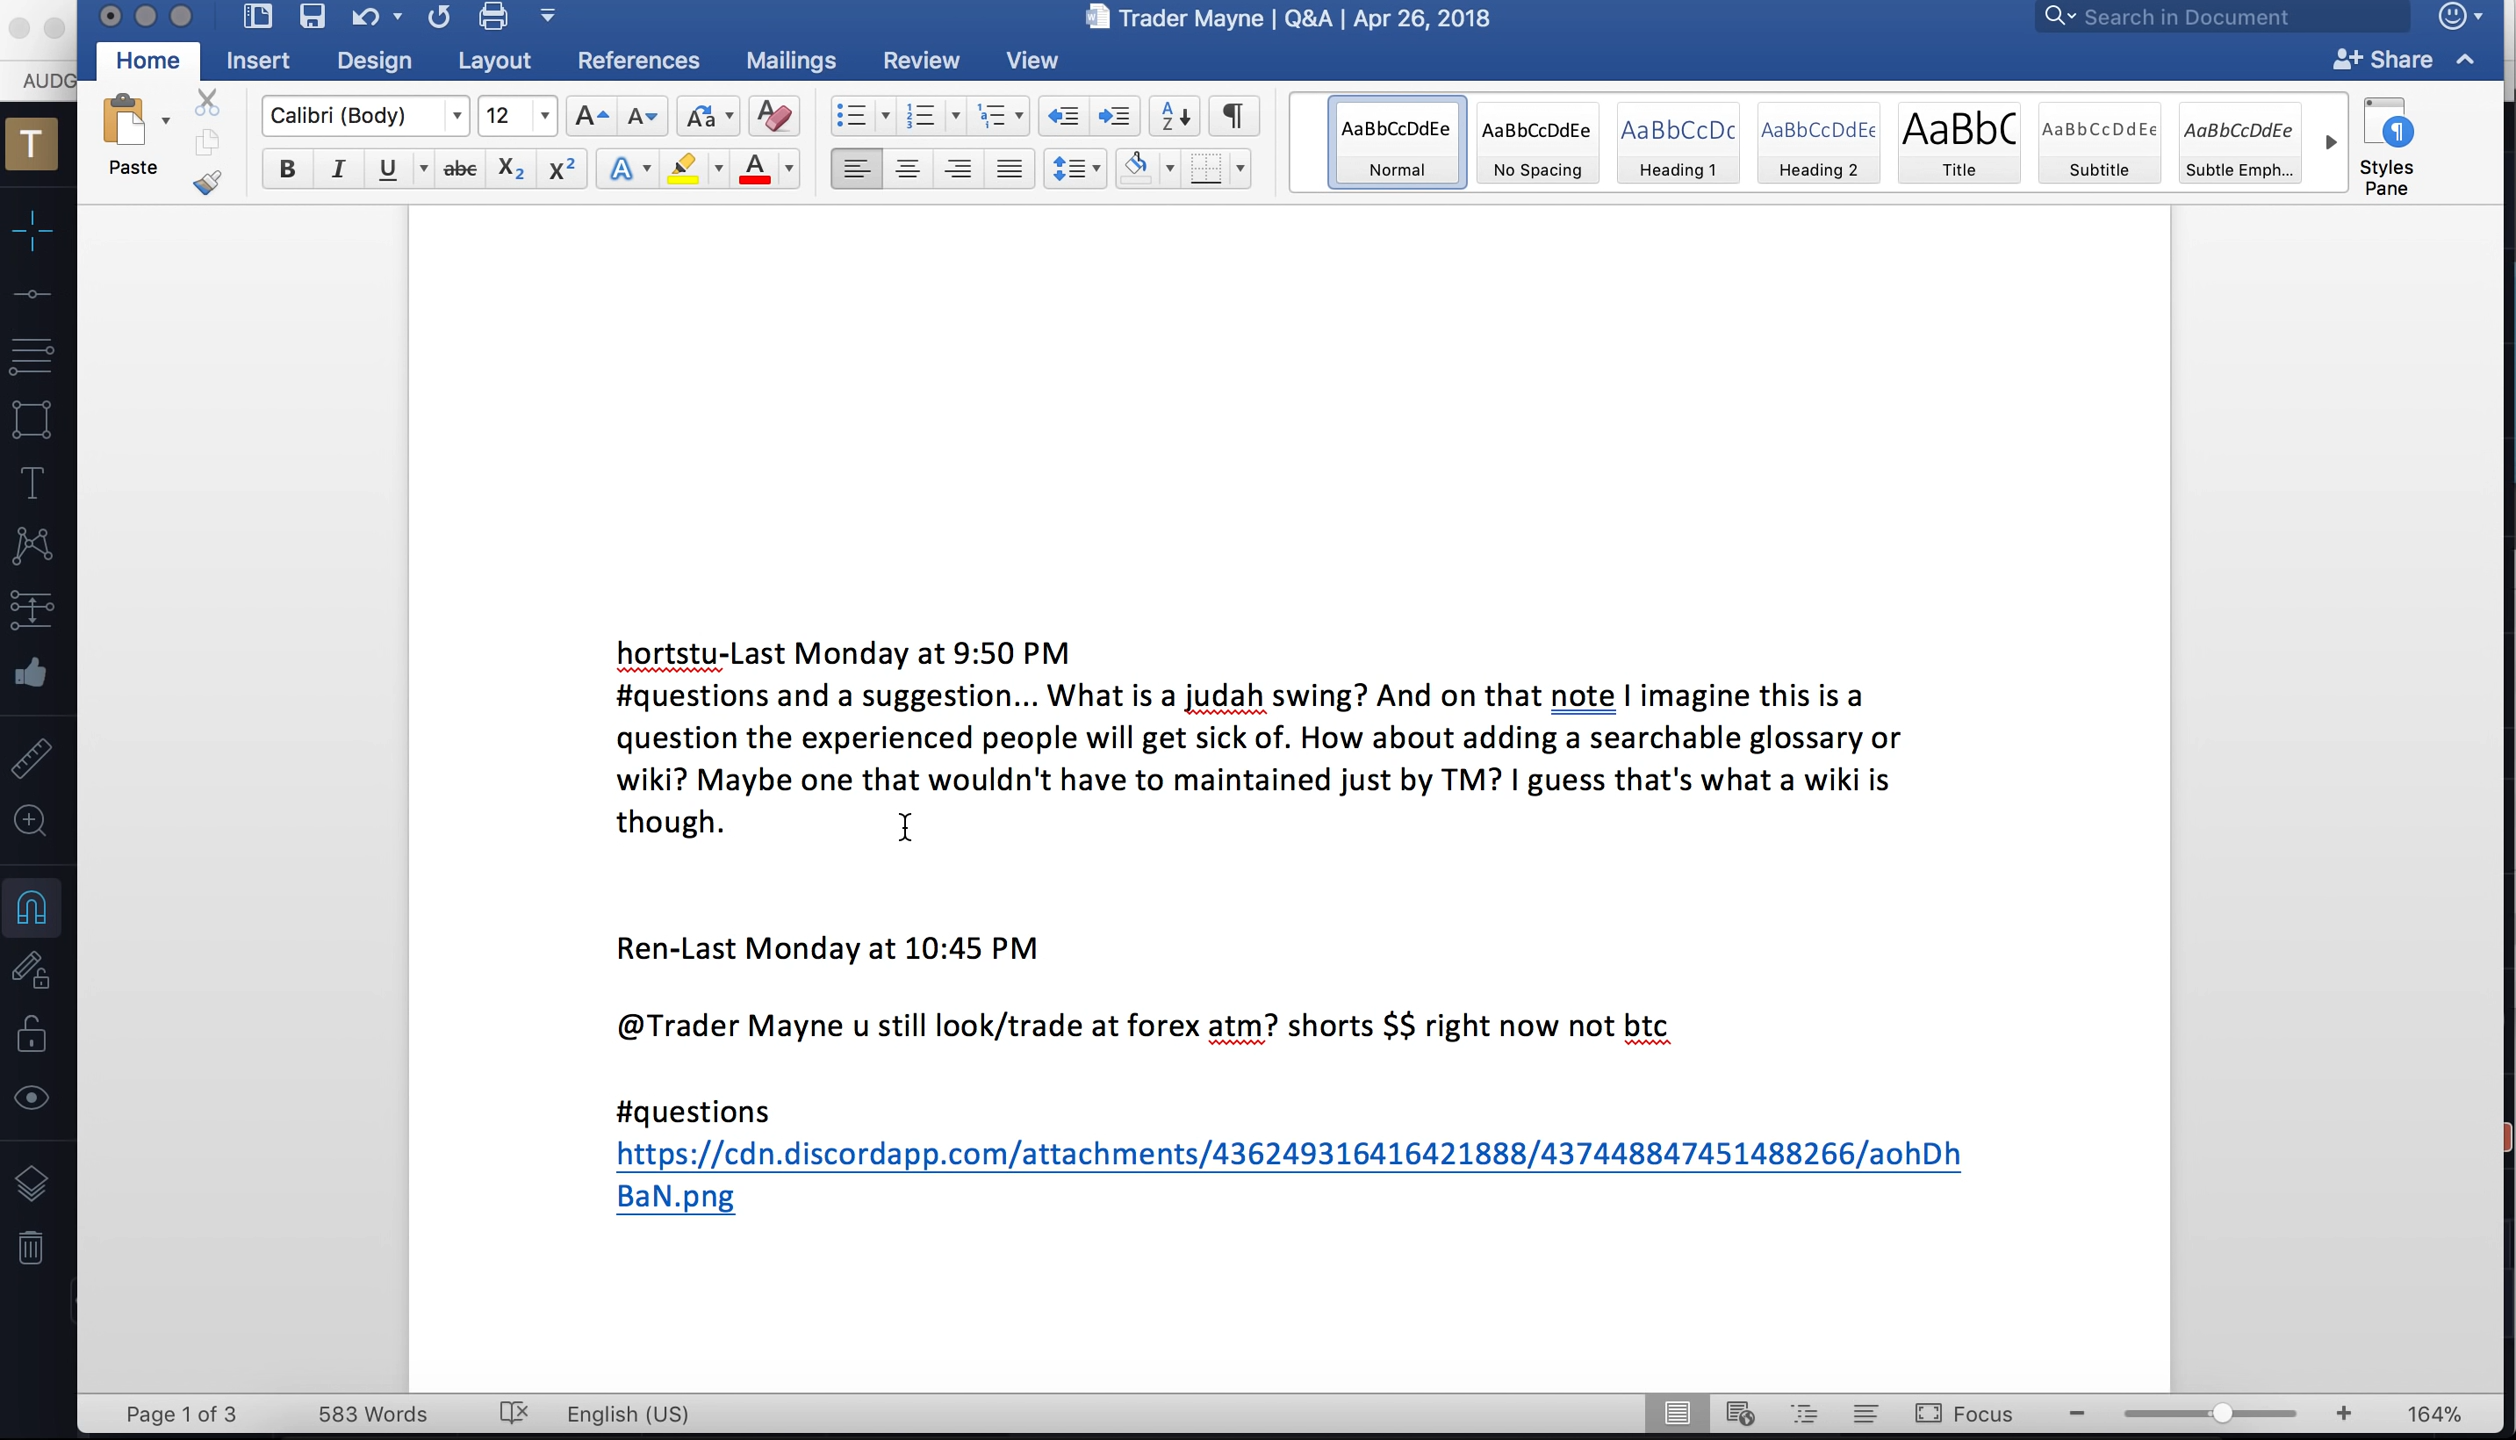 Trader Mayne | Q&A | Apr 26, 2018
Search in Document
Home Insert Design Layout References Mailings Review View
Share
AUDG
T
Paste
Calibri (Body) 12
AaBbCcDdEe AaBbCcDdEe AaBbCcDc AaBbCcDdEe AaBbC AaBbCcDdEe AaBbCcDdEe
Normal No Spacing Heading 1 Heading 2 Title Subtitle Subtle Emph...
Styles
Pane
hortstu-Last Monday at 9:50 PM
#questions and a suggestion... What is a judah swing? And on that note I imagine this is a
question the experienced people will get sick of. How about adding a searchable glossary or
wiki? Maybe one that wouldn't have to maintained just by TM? I guess that's what a wiki is
though.
Ren-Last Monday at 10:45 PM
@Trader Mayne u still look/trade at forex atm? shorts $$ right now not btc
#questions
https://cdn.discordapp.com/attachments/436249316416421888/437448847451488266/aohDh
BaN.png
Page 1 of 3 583 Words English (US) Focus 164%